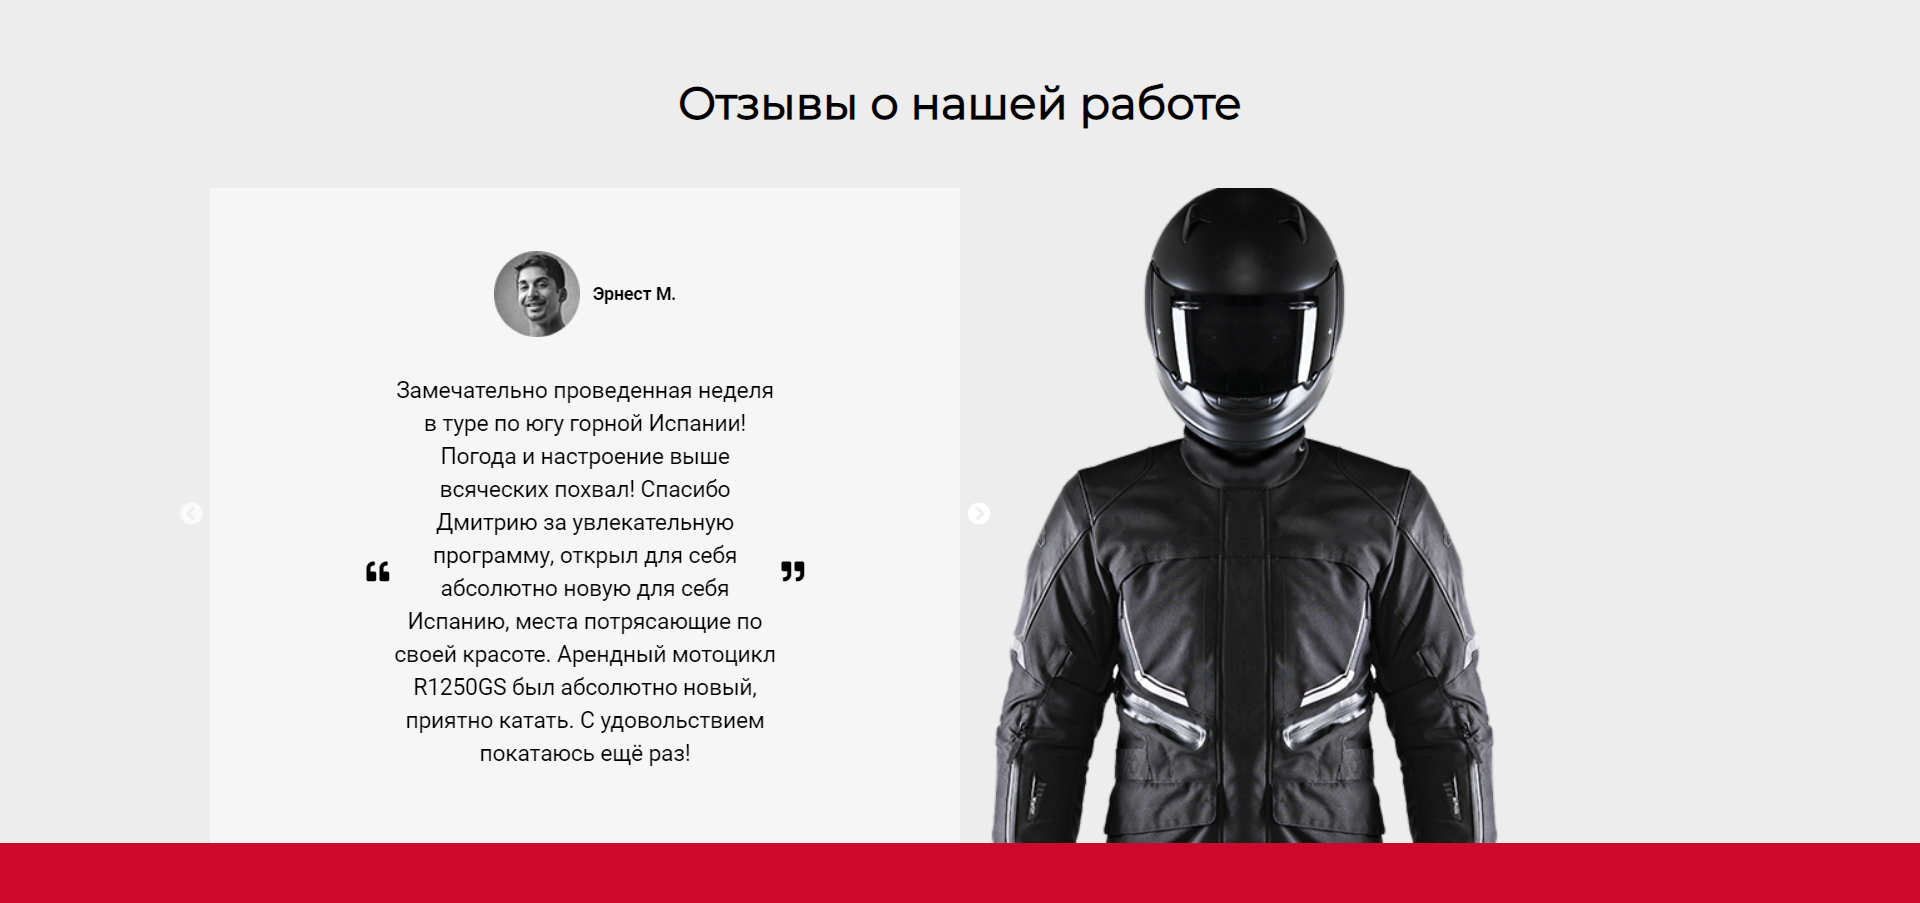 Отзывы о нашей работе
Эрнест М.
Замечательно проведенная неделя
в туре по югу горной Испании!
Погода и настроение выше
всяческих похвал! Спасибо
Дмитрию за увлекательную
программу, открыл для себя
абсолютно новую для себя
Испанию, места потрясающие по
своей красоте. Арендный мотоцикл
R1250GS был абсолютно новый,
приятно катать. С удовольствием
покатаюсь ещё раз!